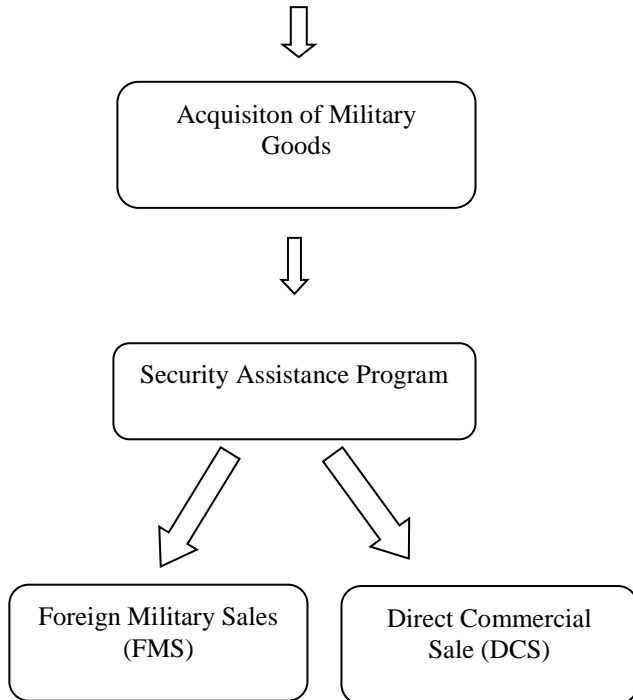 Acquisiton of Military
Goods
Security Assistance Program
Foreign Military Sales
(FMS)
Direct Commercial
Sale (DCS)